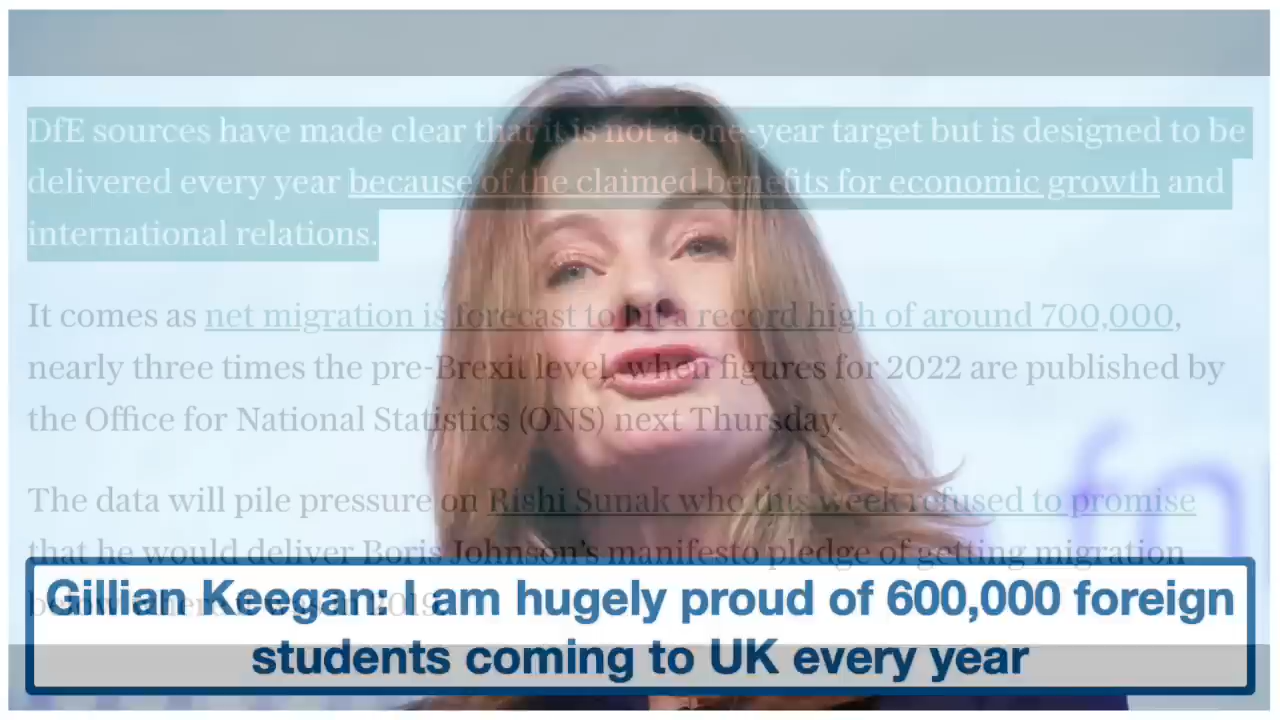 DfE sources have made clear that it is not a one-year target but is designed to be
delivered every year because of the claimed benefits for economic growth and
international relations.
It comes as net migration is forecast to hit a record high of around 700,000,
nearly three times the pre-Brexit level, when figures for 2022 are published by
the Office for National Statistics (ONS) next Thursday.
The data will pile pressure on Rishi Sunak who this week refused to promise
that he would deliver Boris Johnson's manifesto pledge of getting migration
2019.
Gillian Keegan: I am hugely proud of 600,000 foreign
students coming to UK every year